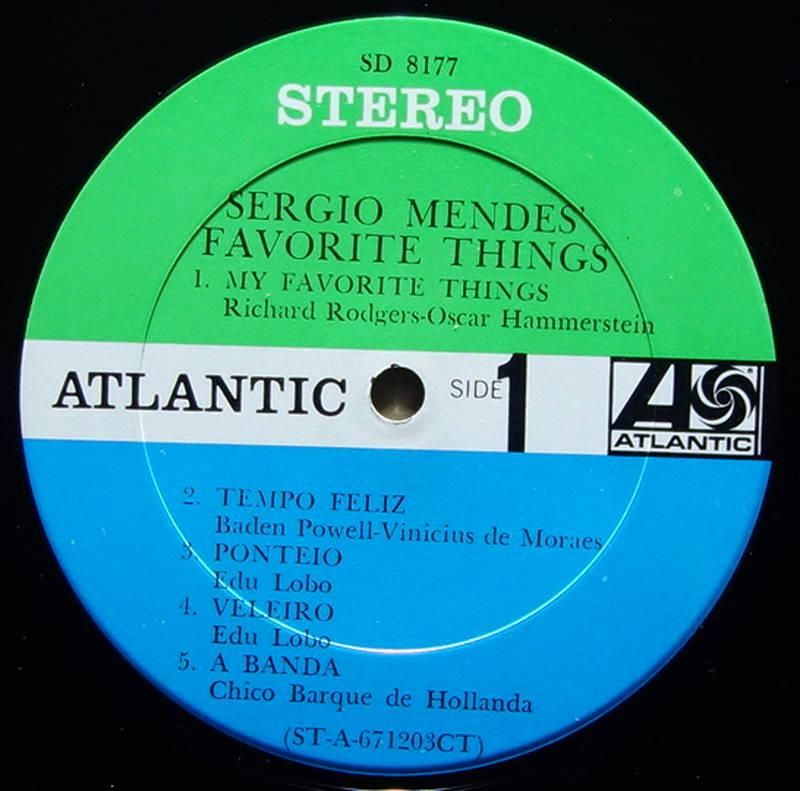 SD 8177
STEREO
SERGIO MENDES'
FAVORITE THINGS
1. MY FAVORITE THINGS
Richard Rodgers-Oscar Hammerstein
ATLANTIC
SIDE 1
ATLANTIC
2. TEMPO FELIZ
Baden Powell-Vinicius de Moraes
3. PONTEIO
Edu Lobo
4. VELEIRO
Edu Lobo
5. A BANDA
Chico Barque de Hollanda
(ST-A-671203CT)